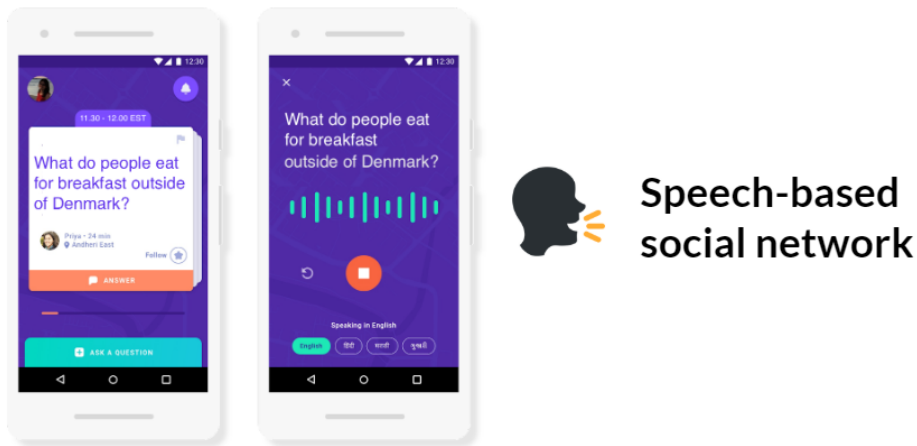 12:30
11.30 - 12.00 EST
What do people eat
for breakfast outside
of Denmark?
Priya • 24 min
Andheri East
Follow
ANSWER
ASK A QUESTION
12:30
What do people eat
for breakfast
outside of Denmark?
Speaking in English
English हिंदी मराठी ગુજરાતી
Speech-based
social network